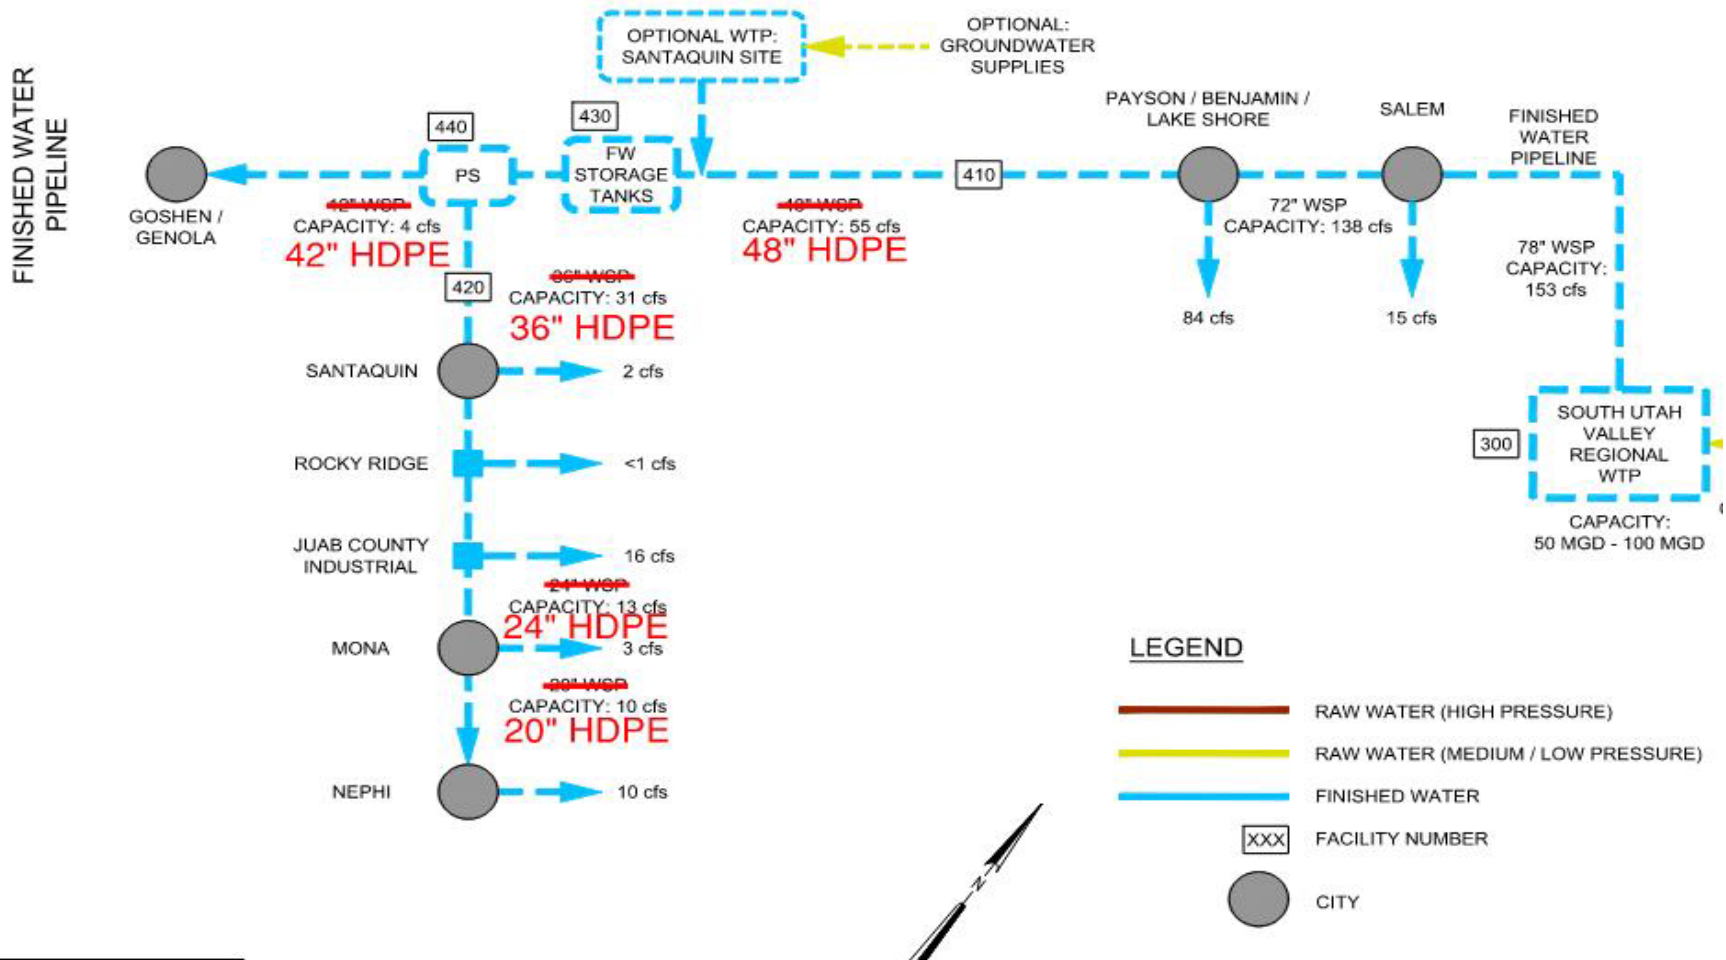 FINISHED WATER
PIPELINE
OPTIONAL WTP:
SANTAQUIN SITE
OPTIONAL:
GROUNDWATER
SUPPLIES
440
430
PS
FW
STORAGE
TANKS
410
PAYSON / BENJAMIN /
LAKE SHORE
SALEM
FINISHED
WATER
PIPELINE
GOSHEN /
GENOLA
12" WSP
CAPACITY: 4 cfs
42" HDPE
48" WSP
CAPACITY: 55 cfs
48" HDPE
72" WSP
CAPACITY: 138 cfs
78" WSP
CAPACITY:
153 cfs
84 cfs
15 cfs
420
36" WSP
CAPACITY: 31 cfs
36" HDPE
SANTAQUIN
2 cfs
ROCKY RIDGE
<1 cfs
JUAB COUNTY
INDUSTRIAL
16 cfs
24" WSP
CAPACITY: 13 cfs
24" HDPE
MONA
3 cfs
20" WSP
CAPACITY: 10 cfs
20" HDPE
NEPHI
10 cfs
300
SOUTH UTAH
VALLEY
REGIONAL
WTP
CAPACITY:
50 MGD - 100 MGD
LEGEND
RAW WATER (HIGH PRESSURE)
RAW WATER (MEDIUM / LOW PRESSURE)
FINISHED WATER
XXX FACILITY NUMBER
CITY
N